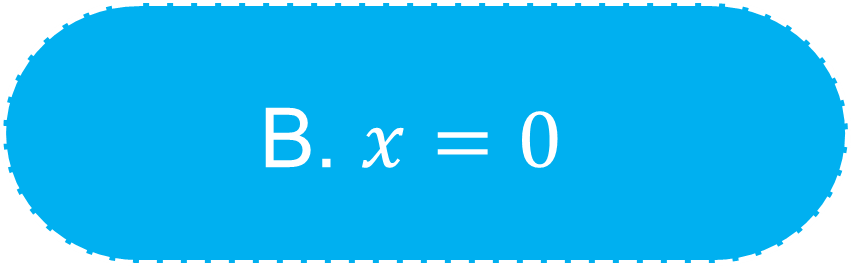 B. 𝑥 = 0